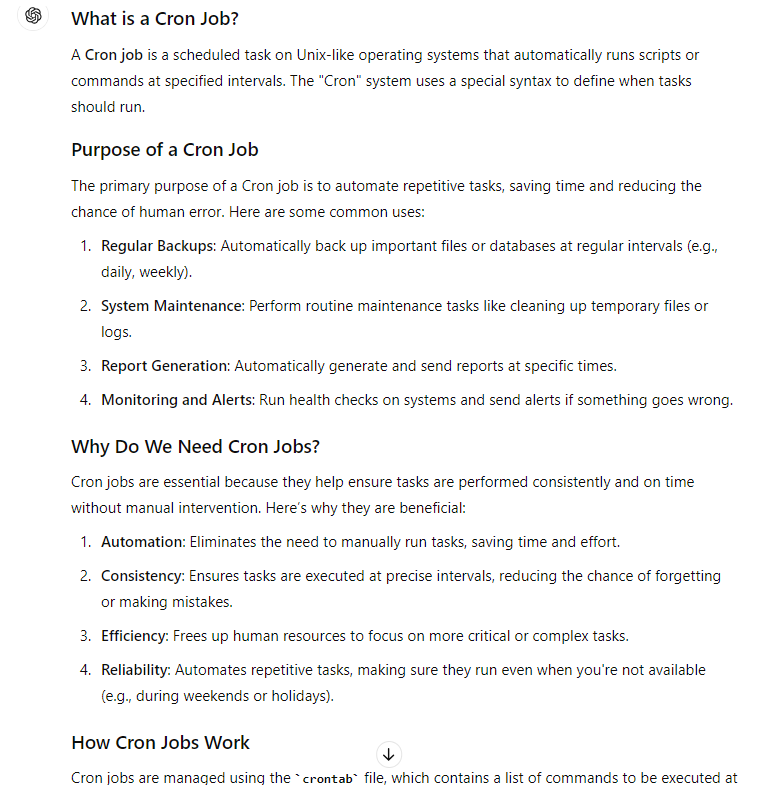 What is a Cron Job?
A Cron job is a scheduled task on Unix-like operating systems that automatically runs scripts or
commands at specified intervals. The "Cron" system uses a special syntax to define when tasks
should run.
Purpose of a Cron Job
The primary purpose of a Cron job is to automate repetitive tasks, saving time and reducing the
chance of human error. Here are some common uses:
1. Regular Backups: Automatically back up important files or databases at regular intervals (e.g.,
daily, weekly).
2. System Maintenance: Perform routine maintenance tasks like cleaning up temporary files or
logs.
3. Report Generation: Automatically generate and send reports at specific times.
4. Monitoring and Alerts: Run health checks on systems and send alerts if something goes wrong.
Why Do We Need Cron Jobs?
Cron jobs are essential because they help ensure tasks are performed consistently and on time
without manual intervention. Here's why they are beneficial:
1. Automation: Eliminates the need to manually run tasks, saving time and effort.
2. Consistency: Ensures tasks are executed at precise intervals, reducing the chance of forgetting
or making mistakes.
3. Efficiency: Frees up human resources to focus on more critical or complex tasks.
4. Reliability: Automates repetitive tasks, making sure they run even when you're not available
(e.g., during weekends or holidays).
How Cron Jobs Work
Cron jobs are managed using the `crontab` file, which contains a list of commands to be executed at